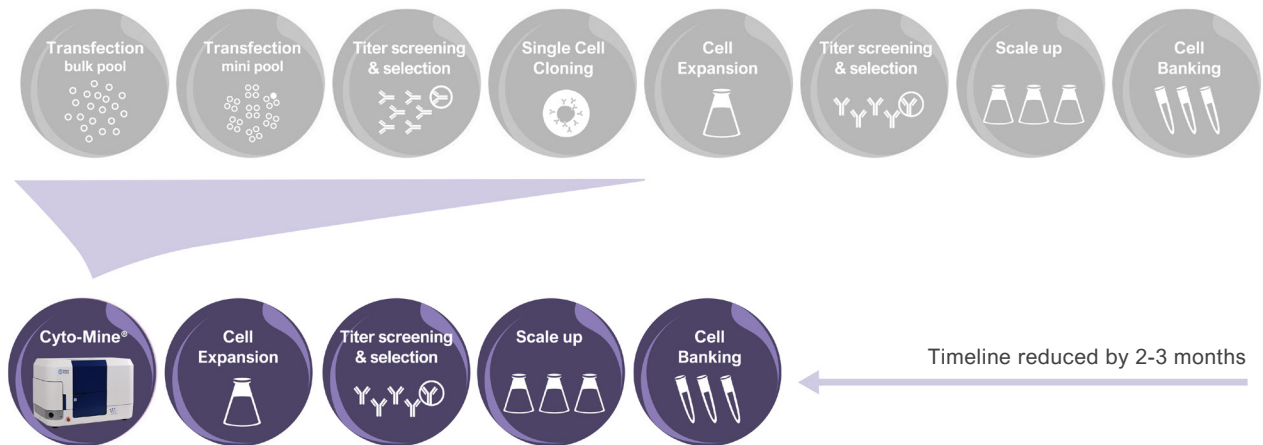 Transfection
bulk pool
Transfection
mini pool
Titer screening
& selection
Single Cell
Cloning
Cell
Expansion
Titer screening
& selection
Scale up
Cell
Banking
Cyto-Mine®
Cell
Expansion
Titer screening
& selection
Scale up
Cell
Banking
Timeline reduced by 2-3 months